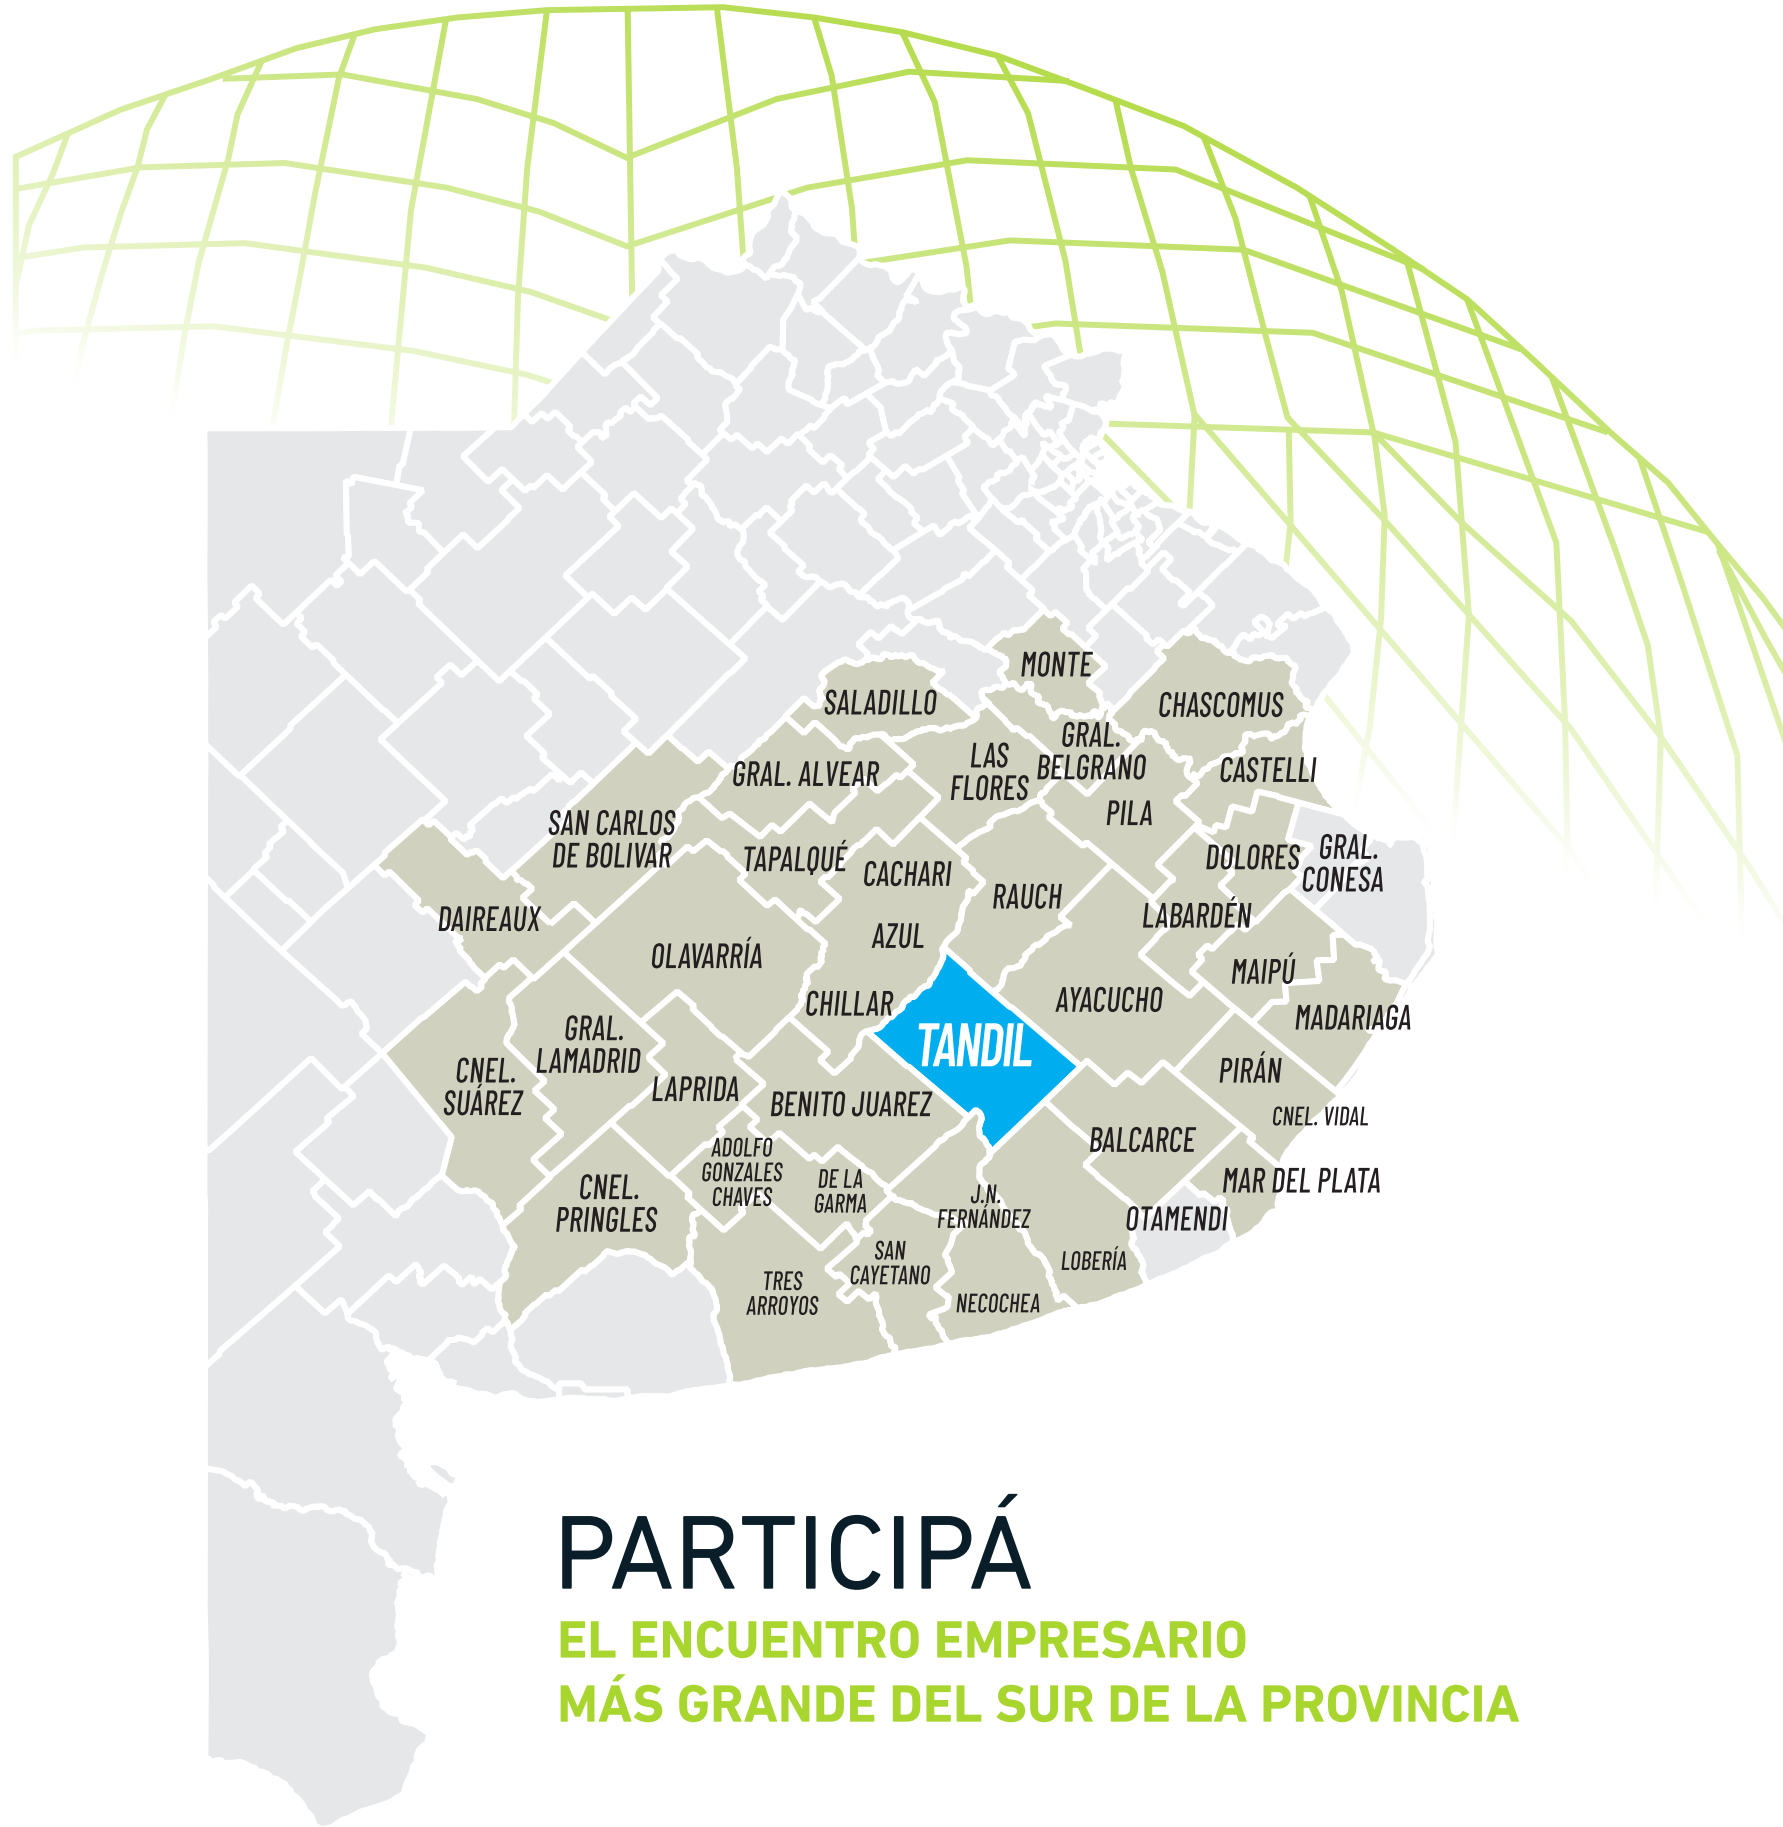 MONTE
SALADILLO
CHASCOMUS
GRAL.
BELGRANO
LAS
FLORES
GRAL. ALVEAR
CASTELLI
PILA
SAN CARLOS
DE BOLIVAR
TAPALQUÉ
CACHARI
DOLORES
GRAL.
CONESA
RAUCH
DAIREAUX
LABARDÉN
AZUL
OLAVARRÍA
MAIPÚ
AYACUCHO
CHILLAR
MADARIAGA
TANDIL
GRAL.
LAMADRID
CNEL.
SUÁREZ
PIRÁN
LAPRIDA
BENITO JUAREZ
CNEL. VIDAL
BALCARCE
ADOLFO
GONZALES
CHAVES
DE LA
GARMA
MAR DEL PLATA
CNEL.
PRINGLES
J.N.
FERNÁNDEZ
OTAMENDI
SAN
CAYETANO
LOBERÍA
TRES
ARROYOS
NECOCHEA
PARTICIPÁ
EL ENCUENTRO EMPRESARIO
MÁS GRANDE DEL SUR DE LA PROVINCIA